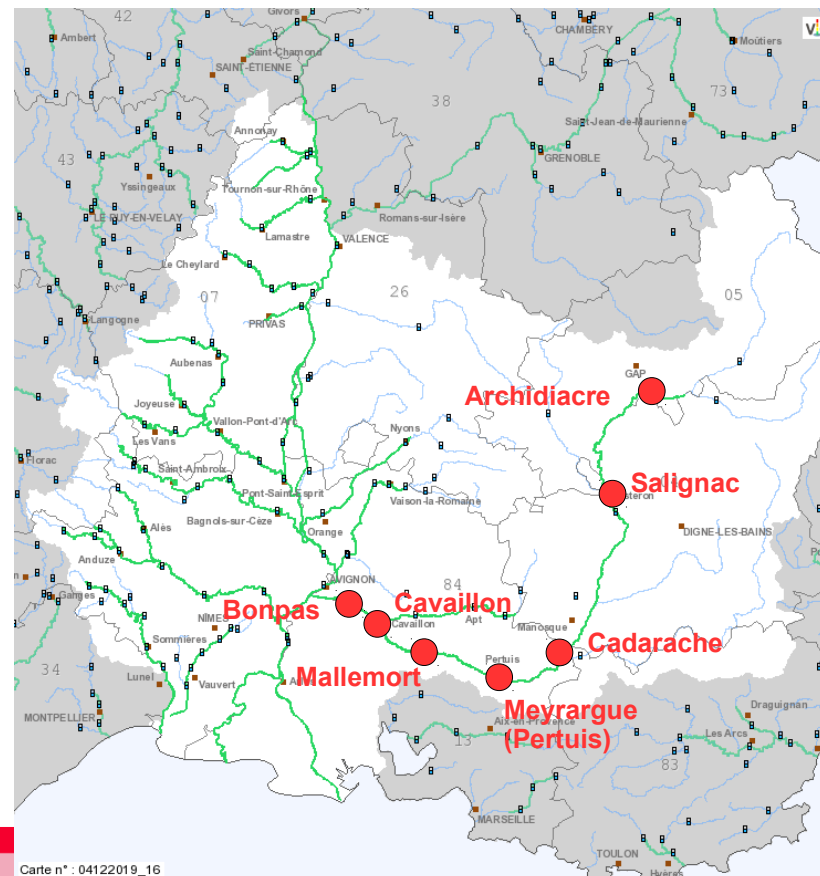 42
Givors
CHAMBÉRY
Vi
Ambert
Saint-Chamond
Moûtiers
SAINT-ÉTIENNE
38
73
Saint-Jean-de-Maurienne
Annonay
43
GRENOBLE
Yssingeaux
Tournon-sur-Rhône
LE PUY-EN-VELAY
Romans-sur-Isère
Lamastre
VALENCE
Le Cheylard
07
26
05
Langogne
PRIVAS
Aubenas
GAP
Archidiacre
Joyeuse
Vallon-Pont-d'Arc
Les Vans
Nyons
Florac
Saint-Ambroix
Salignac
Pont-Saint-Esprit
Vaison-la-Romaine
Bagnols-sur-Cèze
Orange
DIGNE-LES-BAINS
Alès
Anduze
AVIGNON
84
Ganges
Bonpas
Cavaillon
Cavaillon
Apt
Manosque
NÎMES
Sommières
Cadarache
34
Mallemort
Pertuis
Lunel
Vauvert
Meyrargue
(Pertuis)
MONTPELLIER
Aix-en-Provence
Draguignan
13
Les Arcs
83
MARSEILLE
TOULON
Hyères
Carte n° : 04122019_16